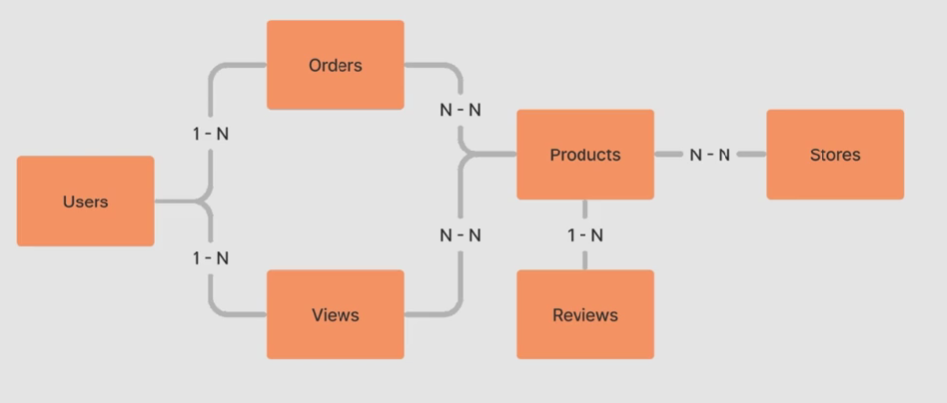 Orders
N - N
1 - N
Products
N - N
Stores
Users
N - N
1 - N
1 - N
Views
Reviews